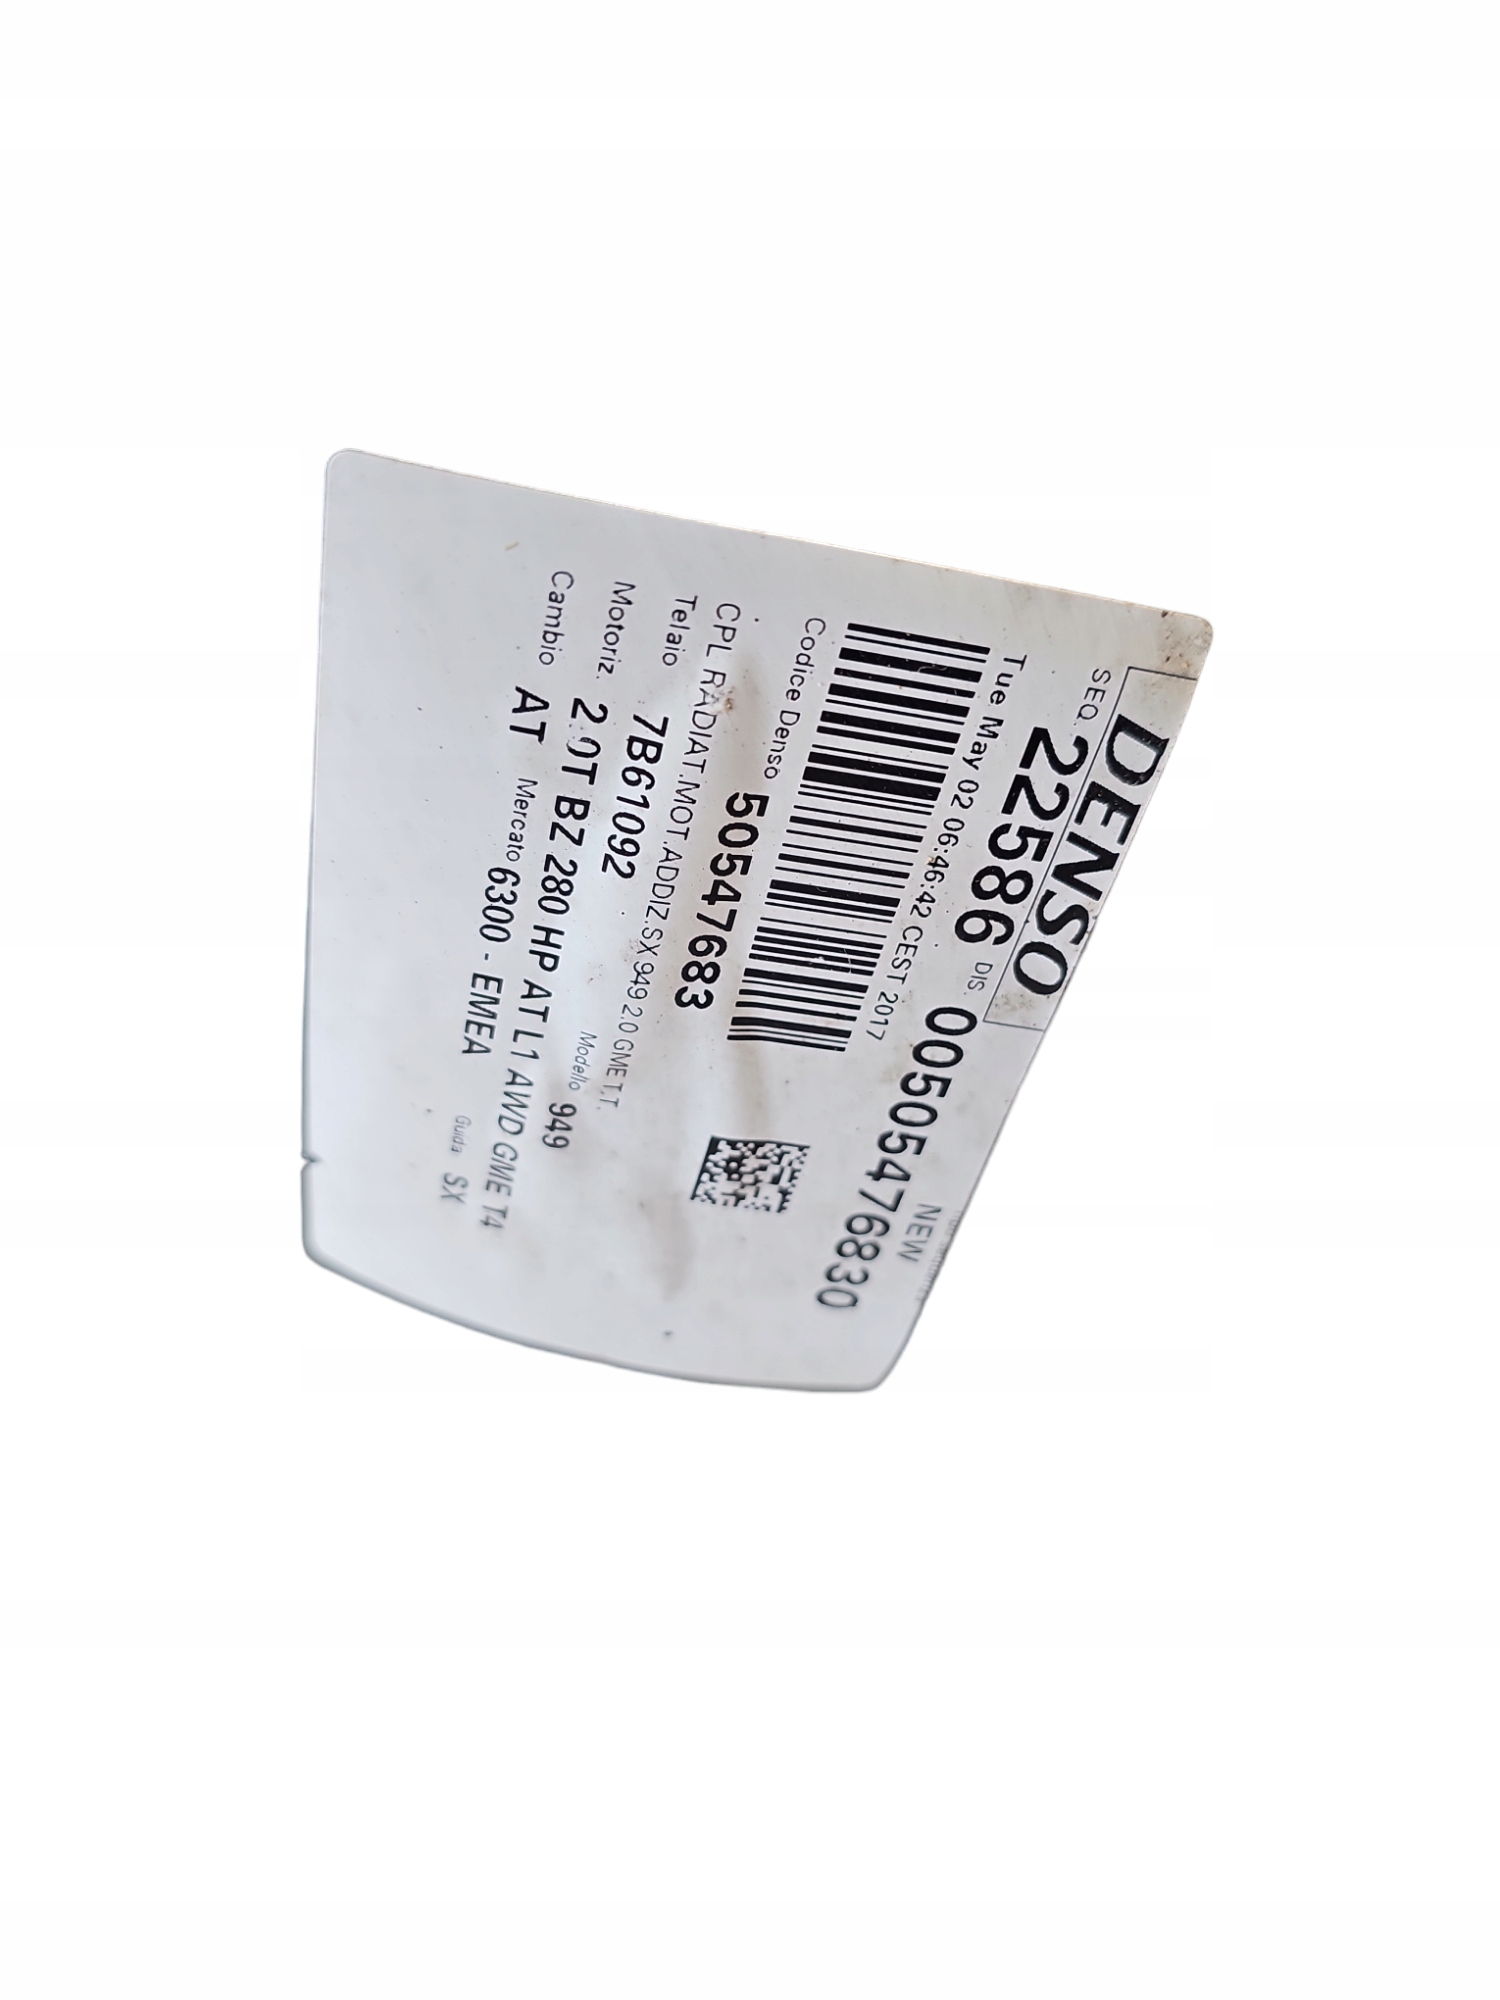 DENSO
NEW
SEQ. 22586 DIS. 00505476830
Tue May 02 06:46:42 CEST 2017
Codice Denso 50547683
CPL RADIAT.MOT.ADDIZ.SX 949 2.0 GME T.T.
Telaio 7B61092 Modello 949
Motoriz. 2.0T BZ 280 HP AT L1 AWD GME T4
Cambio AT Mercato 6300 - EMEA Guida SX